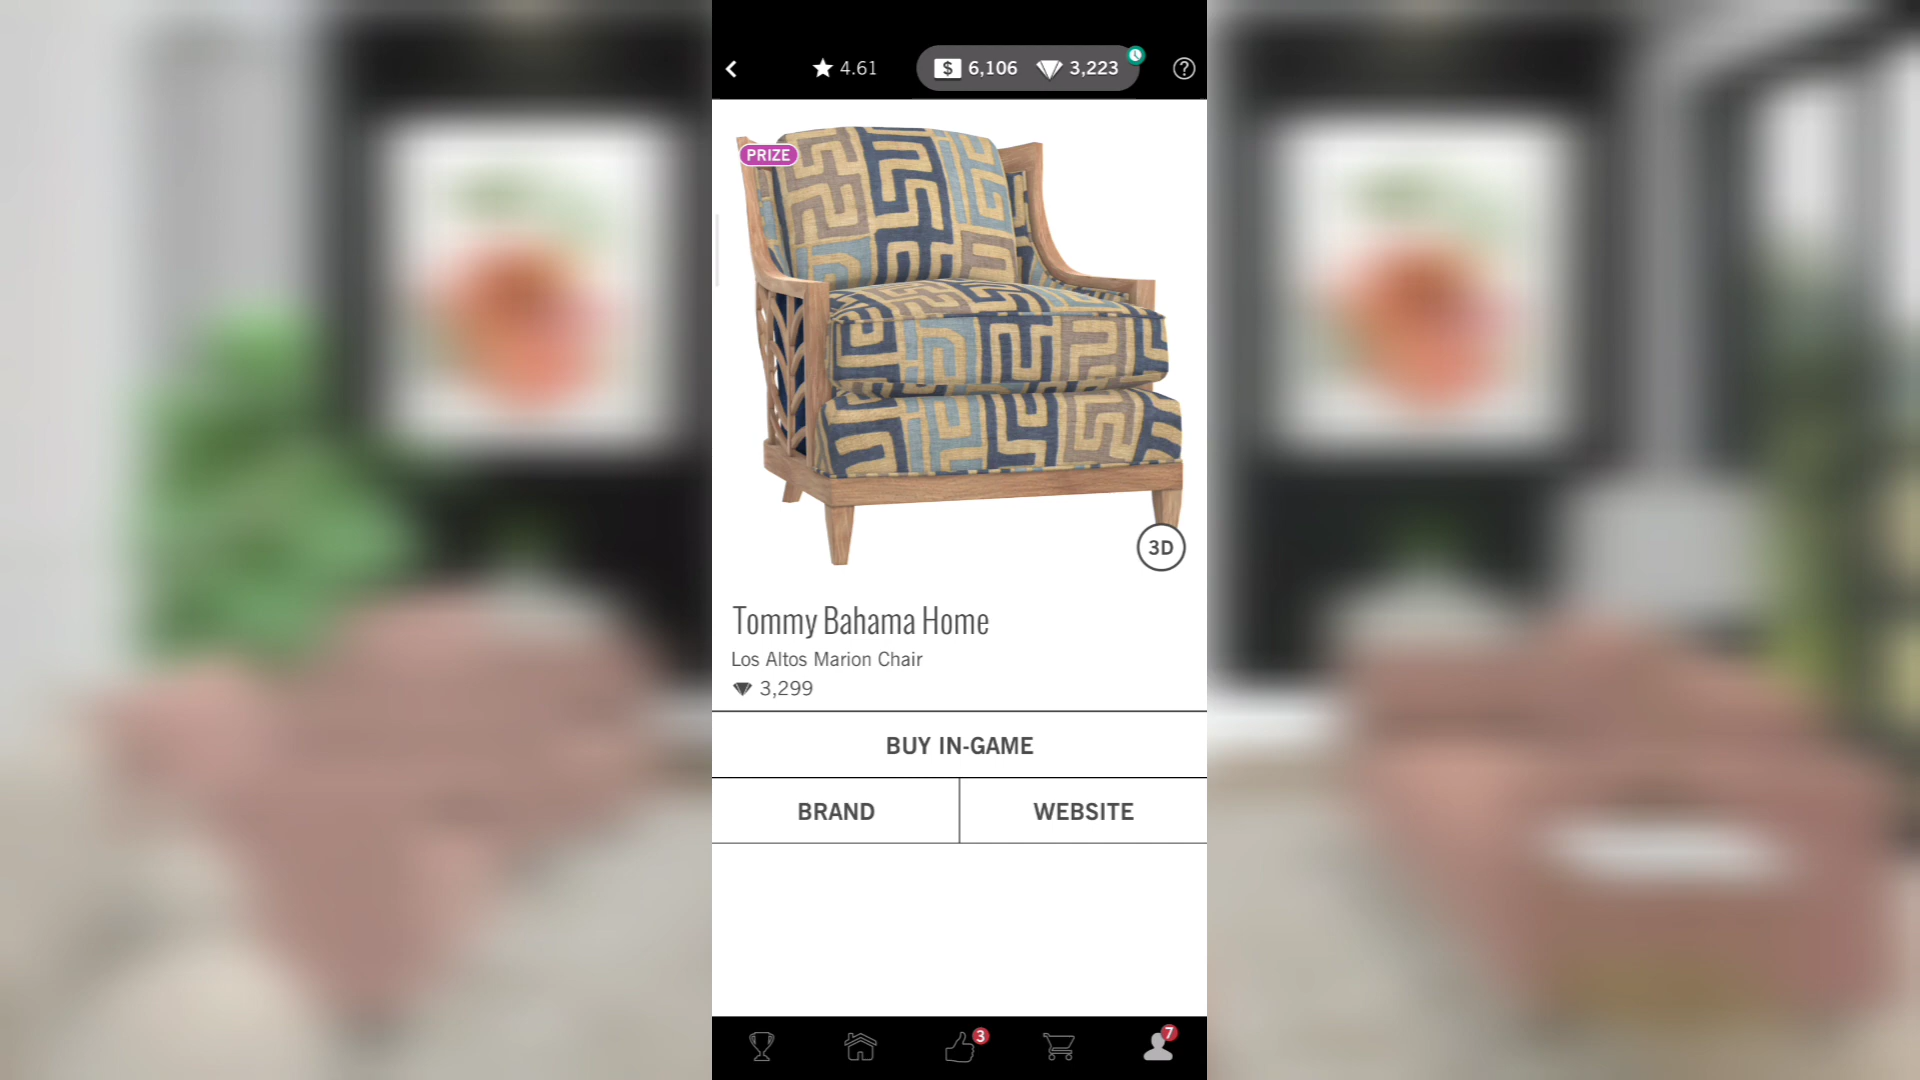 4.61
$ 6,106 3,223
?
PRIZE
3D
Tommy Bahama Home
Los Altos Marion Chair
3,299
BUY IN-GAME
BRAND
WEBSITE
3
7